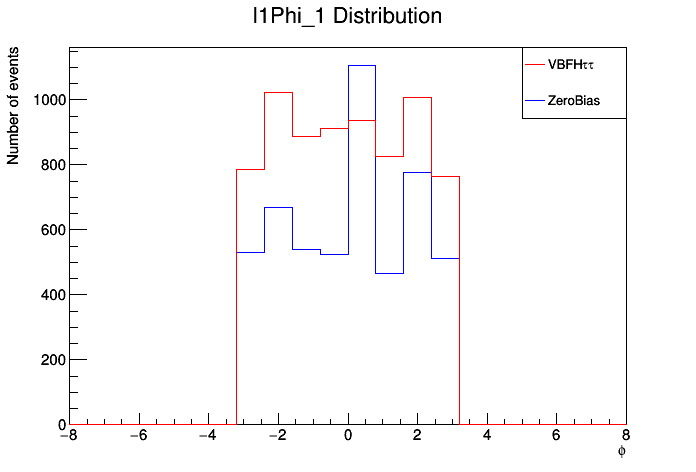 l1Phi_1 Distribution
Number of events
VBFHττ
ZeroBias
1000
800
600
400
200
0
−8 −6 −4 −2 0 2 4 6 8
ϕ